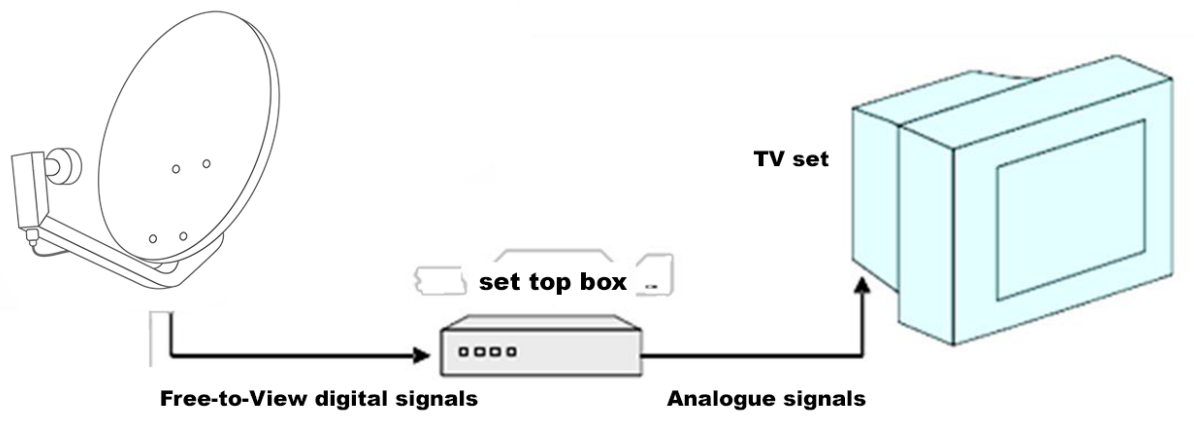 TV set
set top box
Free-to-View digital signals
Analogue signals